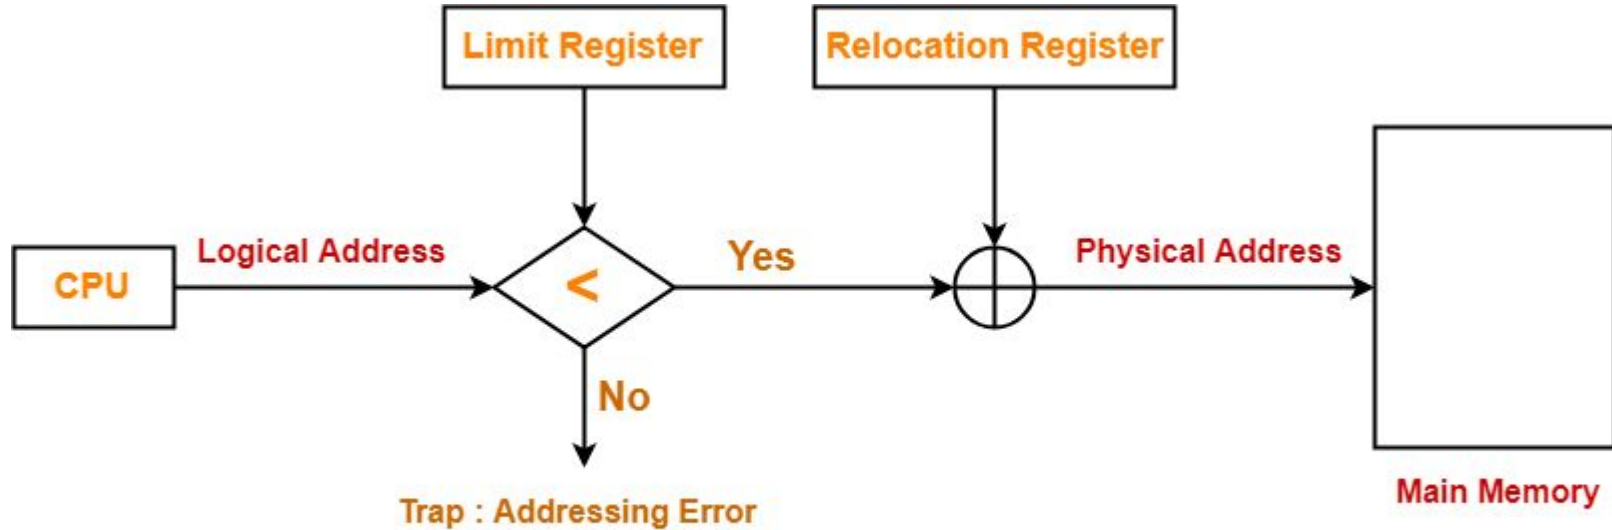 Limit Register
Relocation Register
CPU
Logical Address
<
Yes
Physical Address
No
Trap : Addressing Error
Main Memory